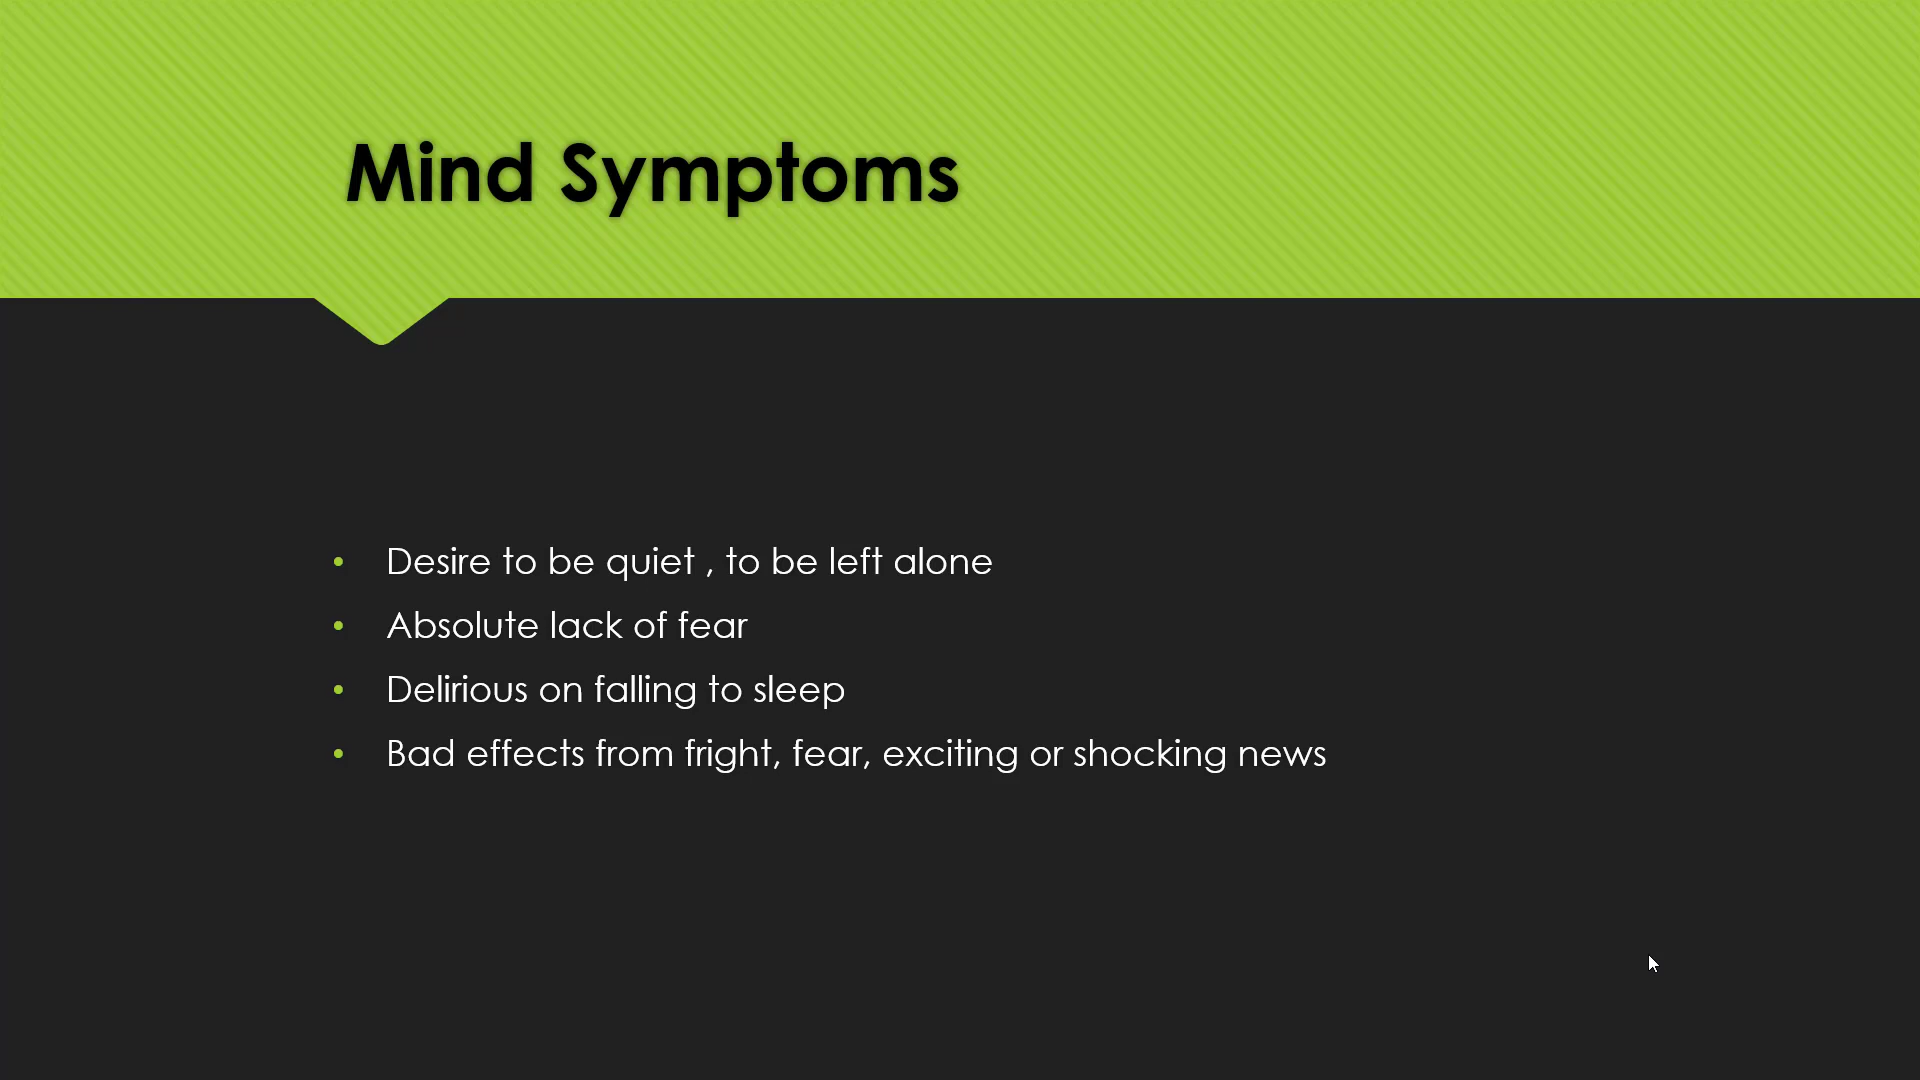 Mind Symptoms
• Desire to be quiet , to be left alone
• Absolute lack of fear
• Delirious on falling to sleep
• Bad effects from fright, fear, exciting or shocking news